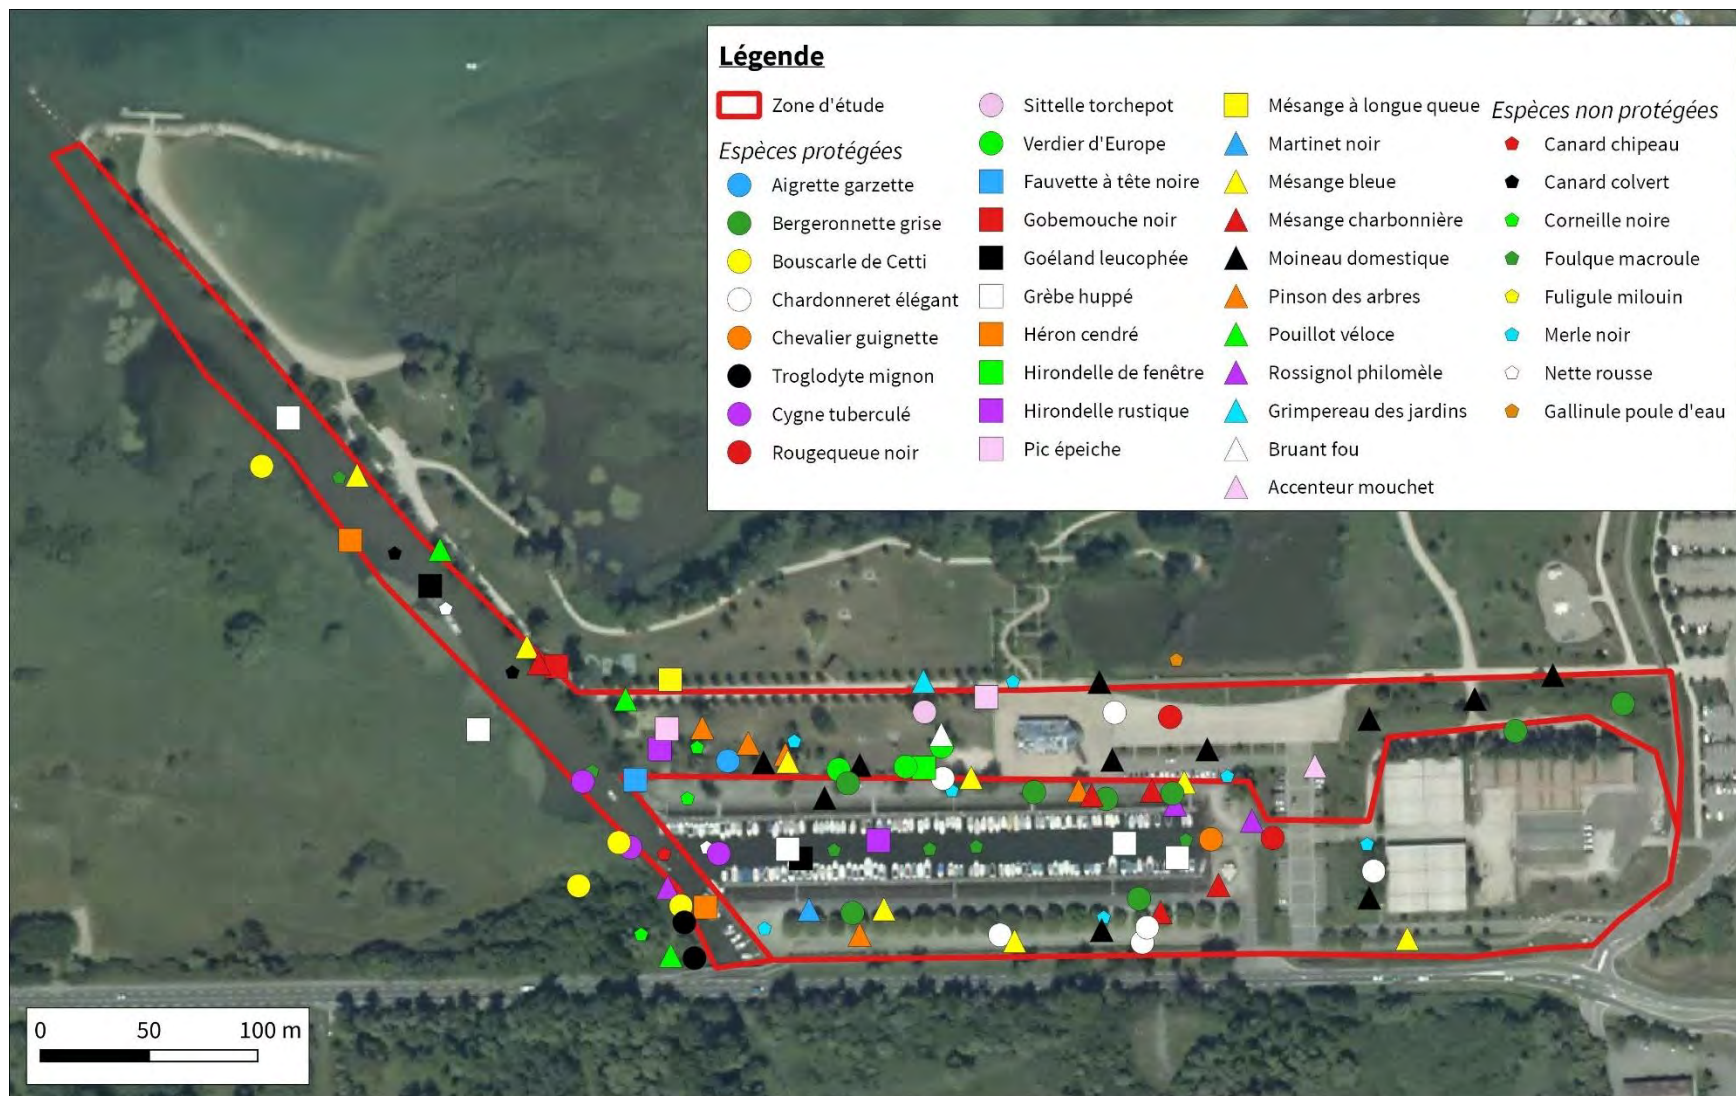 Légende
Zone d'étude
Espèces protégées
Aigrette garzette
Bergeronnette grise
Bouscarle de Cetti
Chardonneret élégant
Chevalier guignette
Troglodyte mignon
Cygne tuberculé
Rougequeue noir
Sittelle torchepot
Verdier d'Europe
Fauvette à tête noire
Gobemouche noir
Goéland leucophée
Grèbe huppé
Héron cendré
Hirondelle de fenêtre
Hirondelle rustique
Pic épeiche
Mésange à longue queue
Martinet noir
Mésange bleue
Mésange charbonnière
Moineau domestique
Pinson des arbres
Pouillot véloce
Rossignol philomèle
Grimpereau des jardins
Bruant fou
Accenteur mouchet
Espèces non protégées
Canard chipeau
Canard colvert
Corneille noire
Foulque macroule
Fuligule milouin
Merle noir
Nette rousse
Gallinule poule d'eau
0 50 100 m